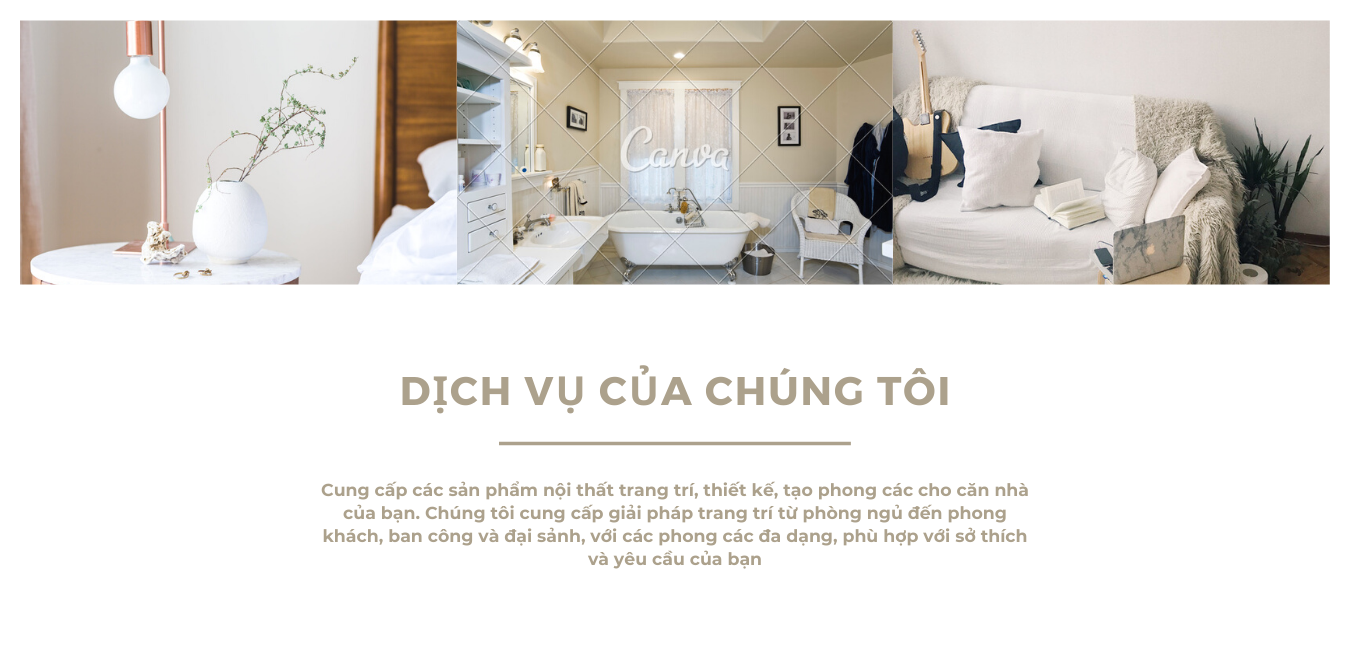 Canva
DỊCH VỤ CỦA CHÚNG TÔI
Cung cấp các sản phẩm nội thất trang trí, thiết kế, tạo phong các cho căn nhà
của bạn. Chúng tôi cung cấp giải pháp trang trí từ phòng ngủ đến phong
khách, ban công và đại sảnh, với các phong các đa dạng, phù hợp với sở thích
và yêu cầu của bạn